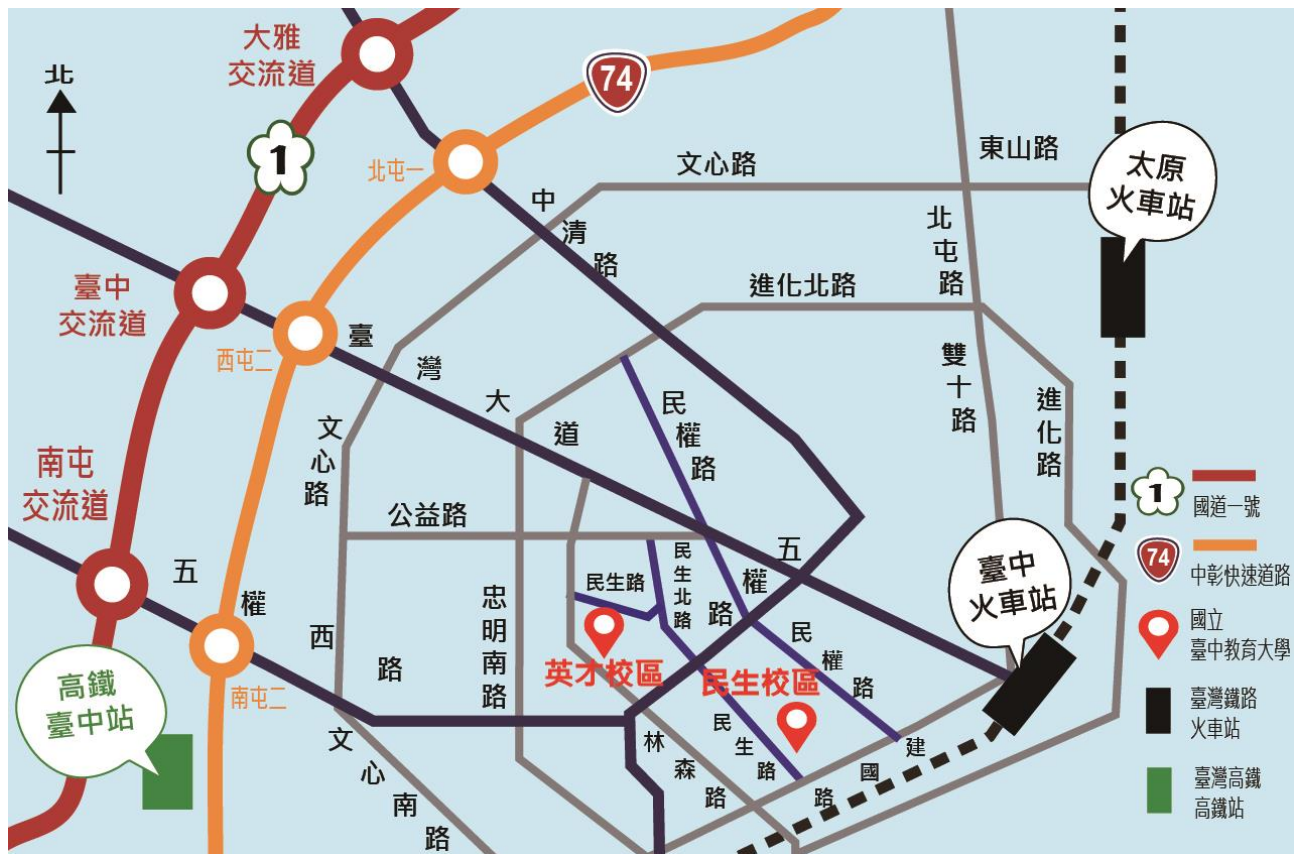 大雅
交流道
北
74
1
北屯一
文心路
東山路
太原
火車站
中清路
北屯路
臺中
交流道
進化北路
西屯二
臺灣大道
雙十路
民權路
進化路
文心路
南屯
交流道
公益路
1
國道一號
五權
民生北路
五權路
臺中
火車站
74
中彰快速道路
民生路
忠明南路
西路
國立
臺中教育大學
英才校區
民生校區
民權路
高鐵
臺中站
南屯二
臺灣鐵路
火車站
文心南路
林森路
民生路
建國路
臺灣高鐵
高鐵站